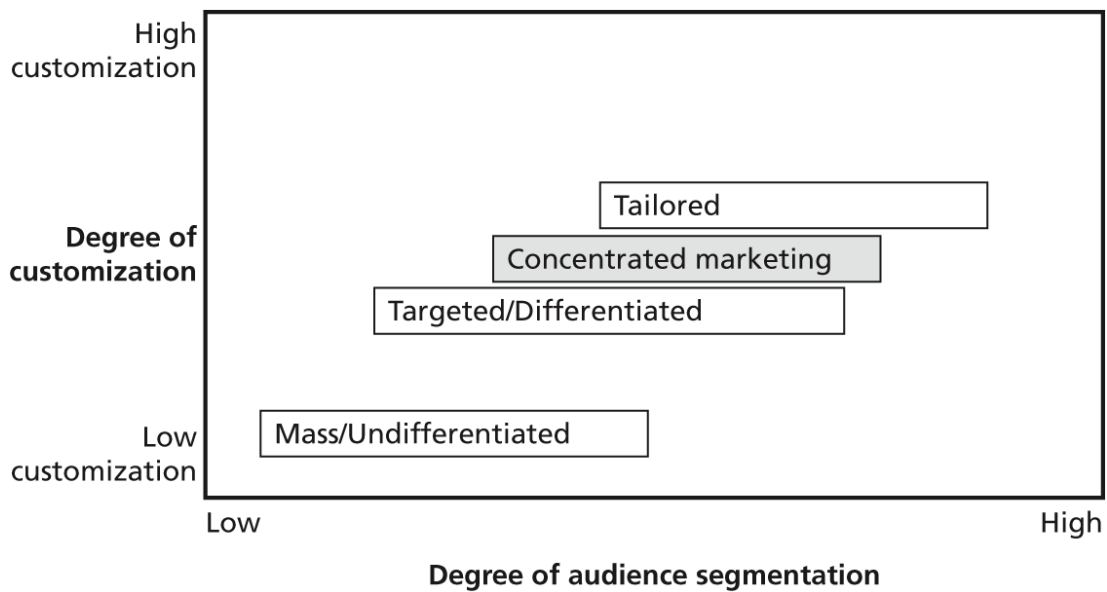 High
customization
Tailored
Degree of
customization
Concentrated marketing
Targeted/Differentiated
Mass/Undifferentiated
Low
customization
Low
High
Degree of audience segmentation